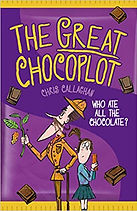 THE GREAT
CHOCOPLOT
CHRIS CALLAGHAN
WHO ATE
ALL THE
CHOCOLATE?